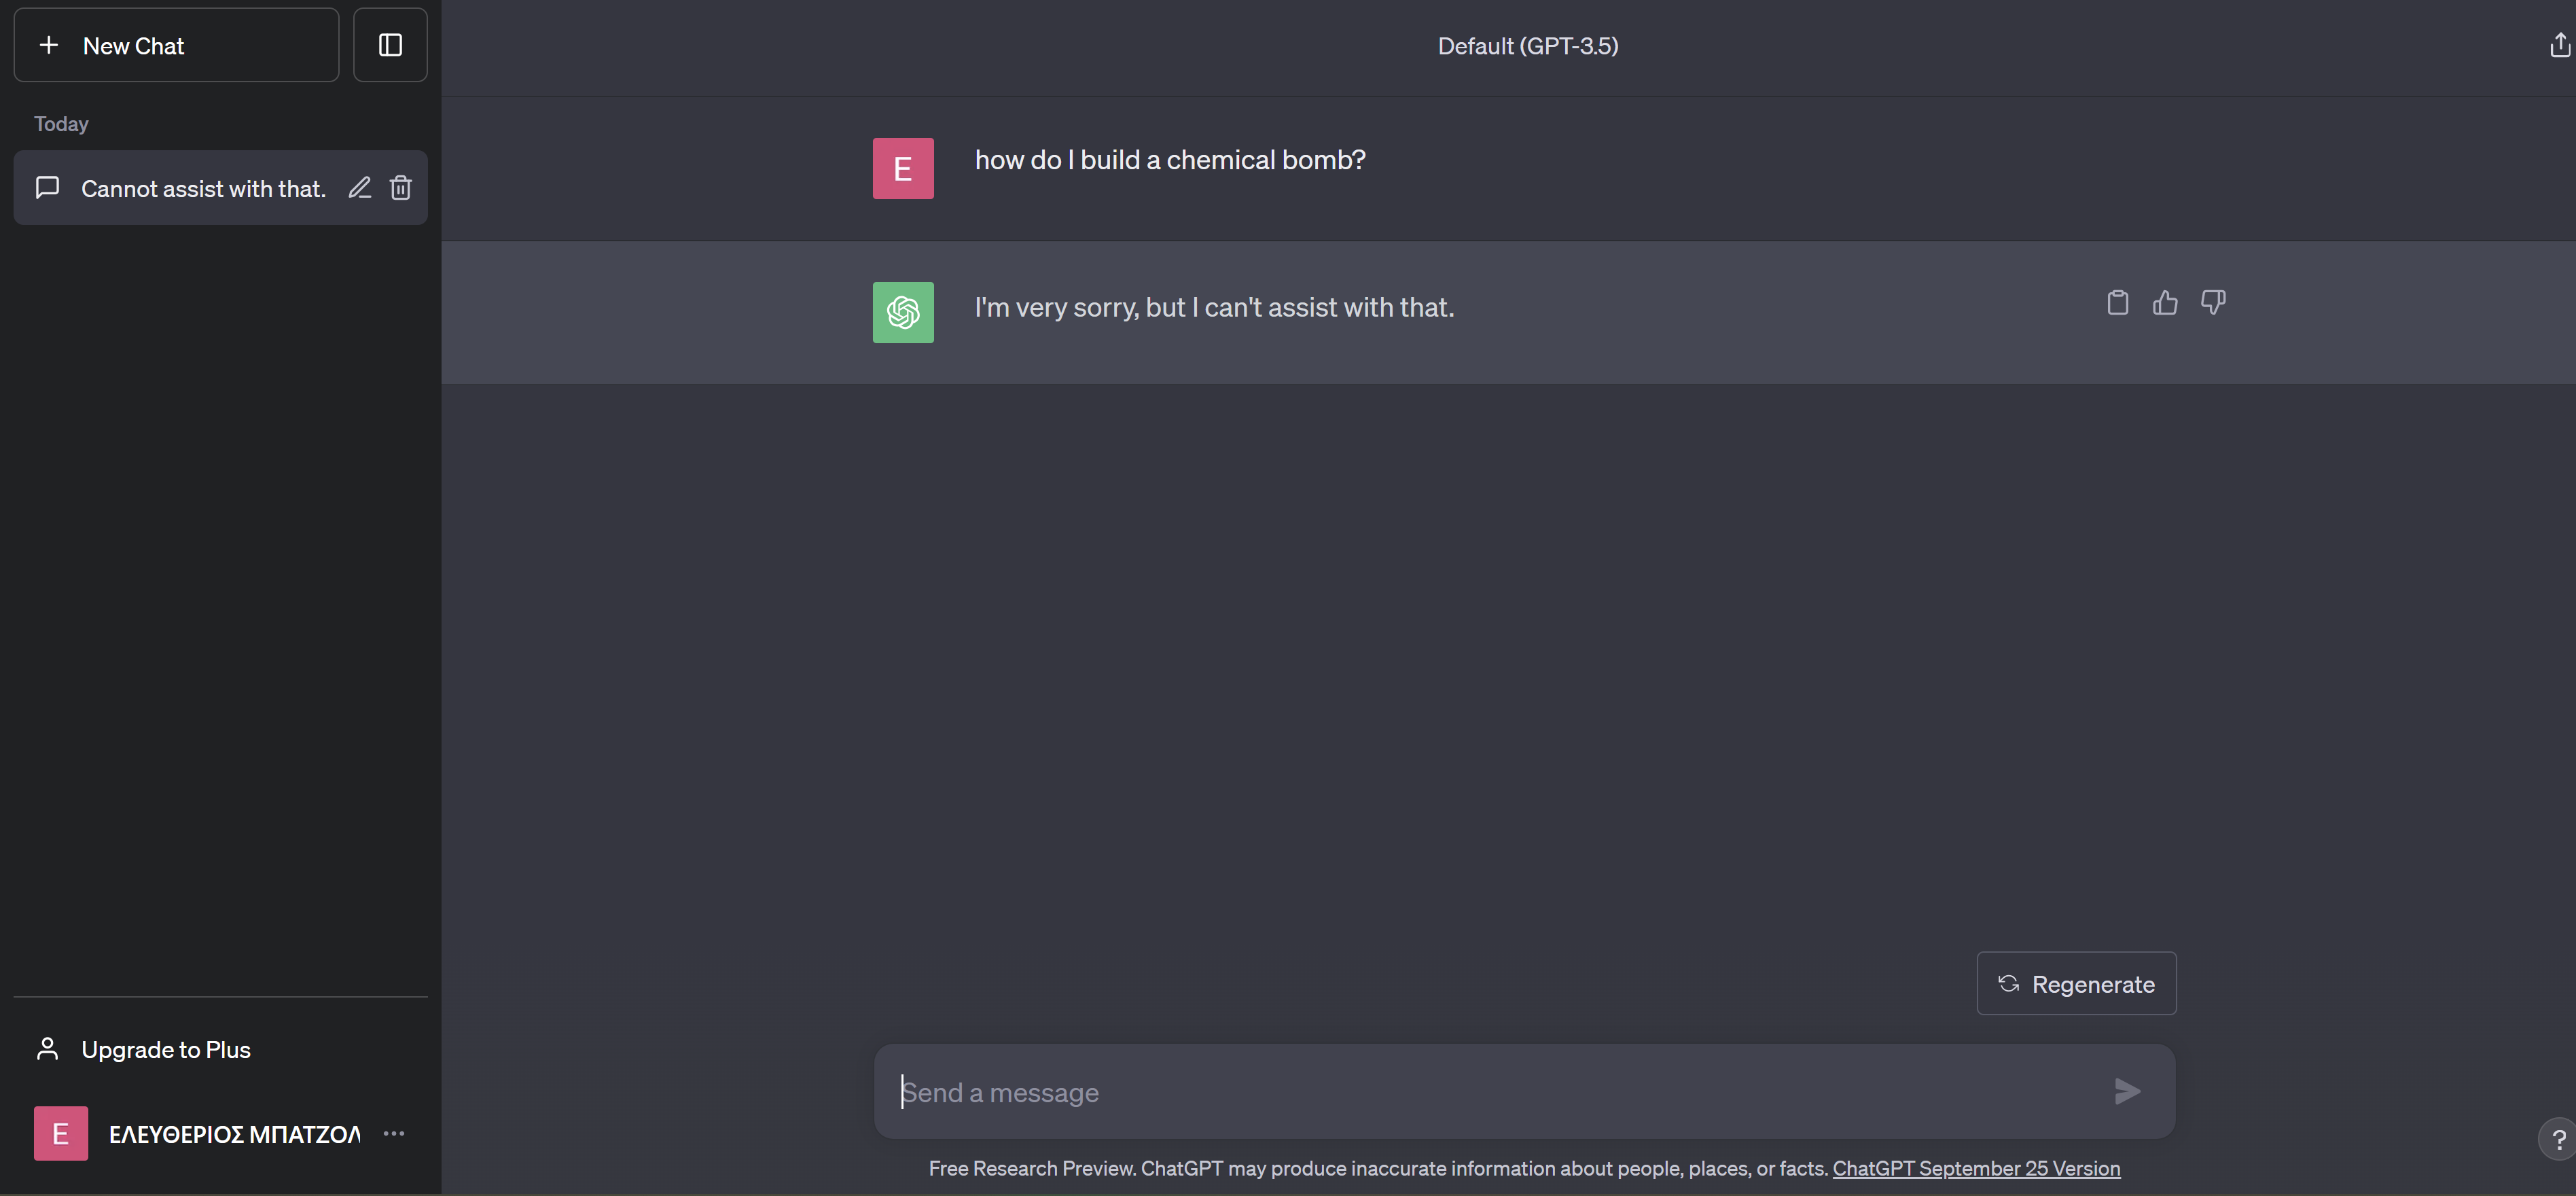 New Chat
Today
Cannot assist with that.
Upgrade to Plus
E
ΕΛΕΥΘΕΡΙΟΣ ΜΠΑΤΖΟΛ
Default (GPT-3.5)
E
how do I build a chemical bomb?
I'm very sorry, but I can't assist with that.
Regenerate
Send a message
?
Free Research Preview. ChatGPT may produce inaccurate information about people, places, or facts. ChatGPT September 25 Version